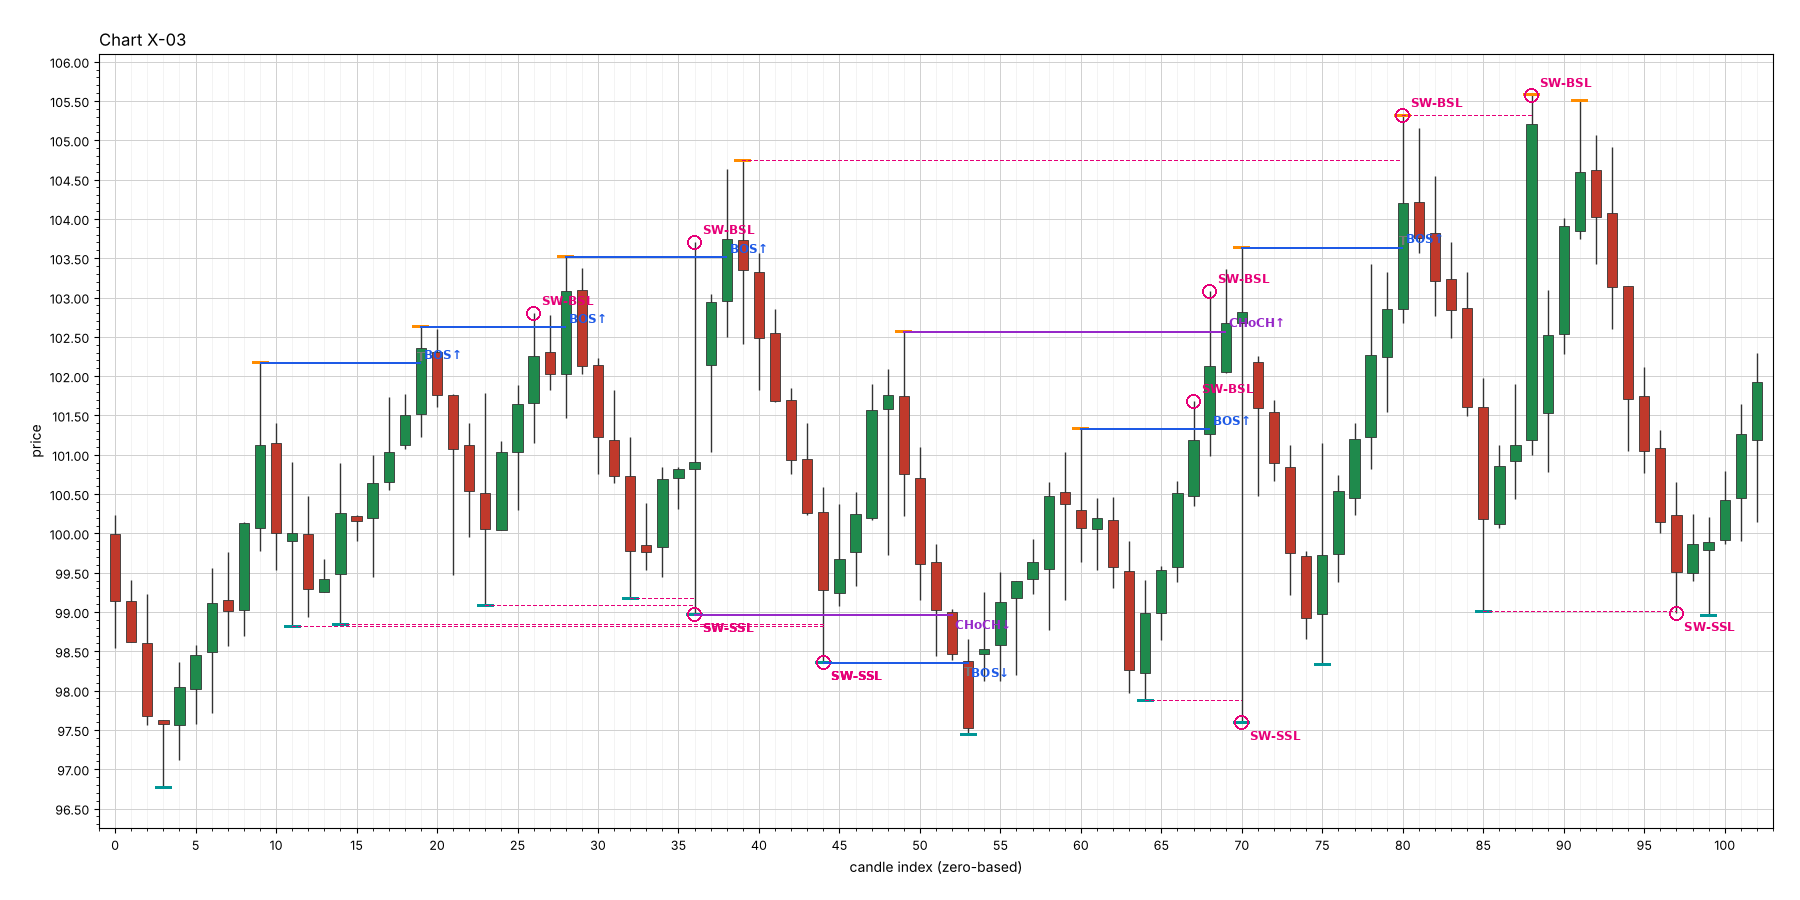 Chart X-03
106.00
105.50
105.00
104.50
104.00
103.50
103.00
102.50
102.00
101.50
101.00
100.50
100.00
99.50
99.00
98.50
98.00
97.50
97.00
96.50
price
SW-BSL
SW-BSL
SW-BSL
SW-BSL
BOS↑
BOS↑
SW-BSL
SW-BSL
BOS↑
CHoCH↑
BOS↑
SW-BSL
BOS↑
SW-SSL
CHoCH↓
SW-SSL
SW-SSL
BOS↓
SW-SSL
0 5 10 15 20 25 30 35 40 45 50 55 60 65 70 75 80 85 90 95 100
candle index (zero-based)